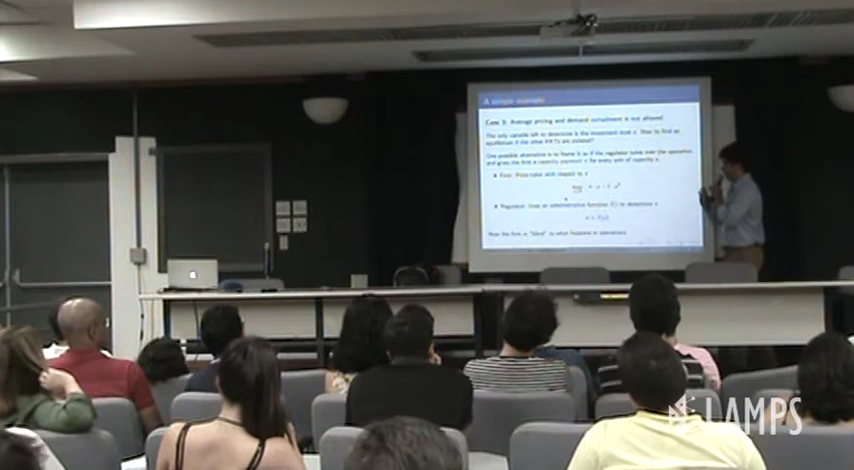 A simple example
Case 3: Average pricing and demand curtailment is not allowed
The only variable left to determine is the investment level x. How to find an
equilibrium if the other KKTs are violated?
One possible alternative is to frame it as if the regulator takes over the operation
and gives the firm a capacity payment for every unit of capacity x.
Firm: Price-taker with respect to
Regulator: Uses an administrative function to determine
Now the firm is "blind" to what happens in operations
LAMPS